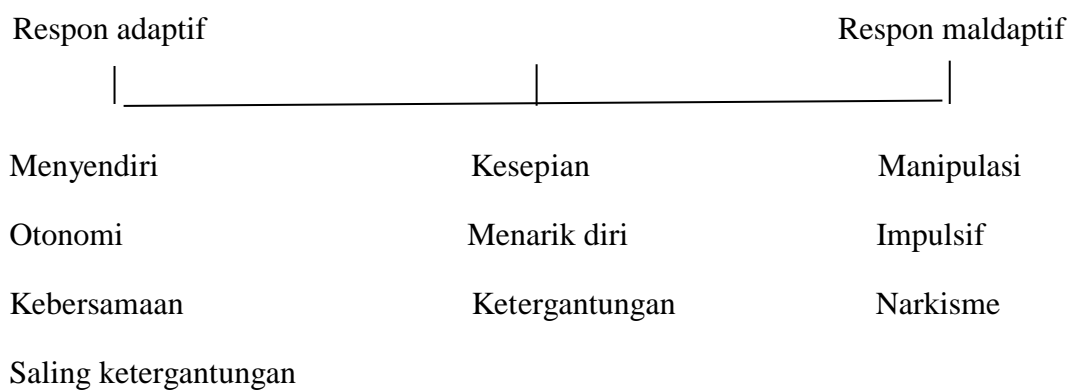 Respon adaptif Respon maldaptif
Menyendiri Kesepian Manipulasi
Otonomi Menarik diri Impulsif
Kebersamaan Ketergantungan Narkisme
Saling ketergantungan